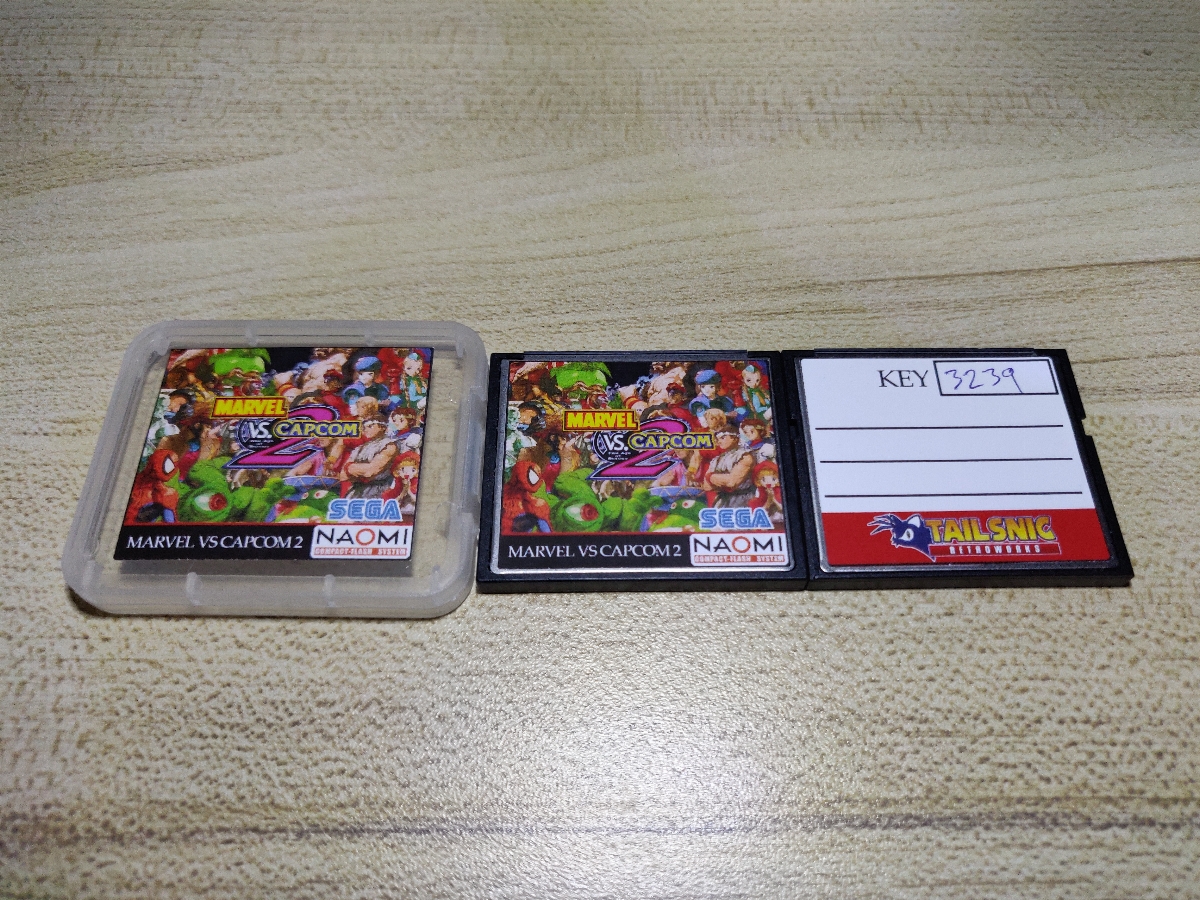 MARVEL
VS. CAPCOM
2
SEGA
MARVEL VS CAPCOM 2
NAOMI
COMPACT-FLASH SYSTEM
MARVEL
VS. CAPCOM
2
SEGA
MARVEL VS CAPCOM 2
NAOMI
COMPACT-FLASH SYSTEM
KEY 3239
TAILSNIC
RETROWORKS